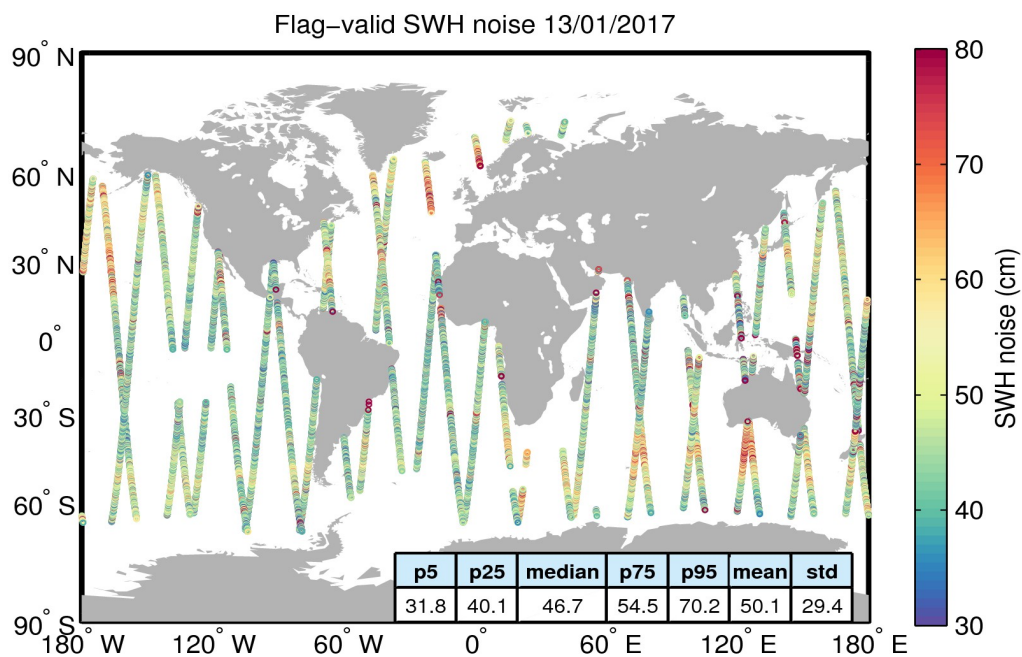 Flag−valid SWH noise 13/01/2017
90° N
60° N
30° N
0°
30° S
60° S
90° S
180° W
120° W
60° W
0°
60° E
120° E
180° E
p5 p25 median p75 p95 mean std
31.8 40.1 46.7 54.5 70.2 50.1 29.4
80
70
60
50
40
30
SWH noise (cm)